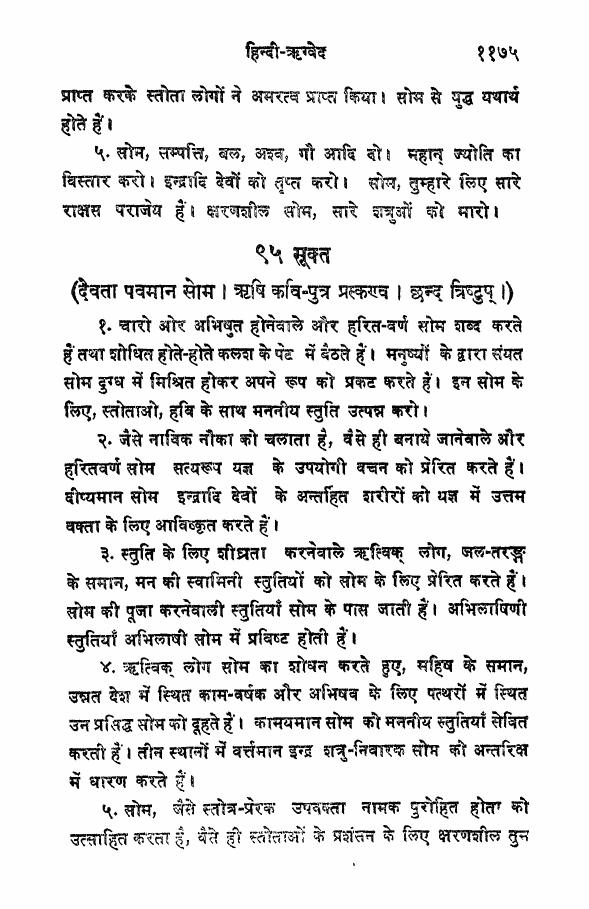 हिन्दी-ऋग्वेद ११७५
प्राप्त करके स्तोता लोगों ने अमरत्व प्राप्त किया। सोम से युद्ध यथार्थ
होते हैं।
५. सोम, सम्पत्ति, बल, अश्व, गौ आदि दो। महान् ज्योति का
विस्तार करो। इन्द्रादि देवों को तृप्त करो। सोम, तुम्हारे लिए सारे
राक्षस पराजेय हैं। क्षरणशील सोम, सारे शत्रुओं को मारो।
९५ सूक्त
(देवता पवमान सोम। ऋषि कवि-पुत्र प्रस्कण्व। छन्द त्रिष्टुप्।)
१. चारो ओर अभिषुत होनेवाले और हरित-वर्ण सोम शब्द करते
हैं तथा शोधित होते-होते कलश के पेट में बैठते हैं। मनुष्यों के द्वारा संयत
सोम दुग्ध में मिश्रित होकर अपने रूप को प्रकट करते हैं। इन सोम के
लिए, स्तोताओ, हवि के साथ मननीय स्तुति उत्पन्न करो।
२. जैसे नाविक नौका को चलाता है, वैसे ही बनाये जानेवाले और
हरितवर्ण सोम सत्यरूप यज्ञ के उपयोगी वचन को प्रेरित करते हैं।
दीप्यमान सोम इन्द्रादि देवों के अन्तर्हित शरीरों को यज्ञ में उत्तम
वक्ता के लिए आविष्कृत करते हैं।
३. स्तुति के लिए शीघ्रता करनेवाले ऋत्विक् लोग, जल-तरङ्ग
के समान, मन की स्वामिनी स्तुतियों को सोम के लिए प्रेरित करते हैं।
सोम की पूजा करनेवाली स्तुतियाँ सोम के पास जाती हैं। अभिलाषिणी
स्तुतियाँ अभिलाषी सोम में प्रविष्ट होती हैं।
४. ऋत्विक् लोग सोम का शोधन करते हुए, महिष के समान,
उन्नत देश में स्थित काम-वर्षक और अभिषव के लिए पत्थरों में स्थित
उन प्रसिद्ध सोम को दूहते हैं। कामयमान सोम को मननीय स्तुतियाँ सेवित
करती हैं। तीन स्थानों में वर्त्तमान इन्द्र शत्रु-निवारक सोम को अन्तरिक्ष
में धारण करते हैं।
५. सोम, जैसे स्तोत्र-प्रेरक उपवक्ता नामक पुरोहित होता को
उत्साहित करता है, वैसे ही स्तोताओं के प्रशंसन के लिए क्षरणशील तुम